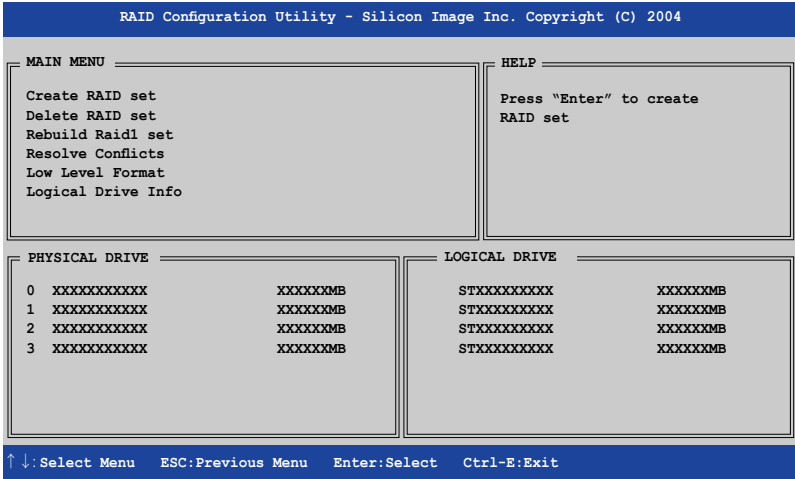 RAID Configuration Utility - Silicon Image Inc. Copyright (C) 2004
MAIN MENU
Create RAID set
Delete RAID set
Rebuild Raid1 set
Resolve Conflicts
Low Level Format
Logical Drive Info
HELP
Press “Enter” to create
RAID set
PHYSICAL DRIVE
0 XXXXXXXXXXX XXXXXXMB
1 XXXXXXXXXXX XXXXXXMB
2 XXXXXXXXXXX XXXXXXMB
3 XXXXXXXXXXX XXXXXXMB
LOGICAL DRIVE
STXXXXXXXXX XXXXXXMB
STXXXXXXXXX XXXXXXMB
STXXXXXXXXX XXXXXXMB
STXXXXXXXXX XXXXXXMB
↑↓:Select Menu ESC:Previous Menu Enter:Select Ctrl-E:Exit